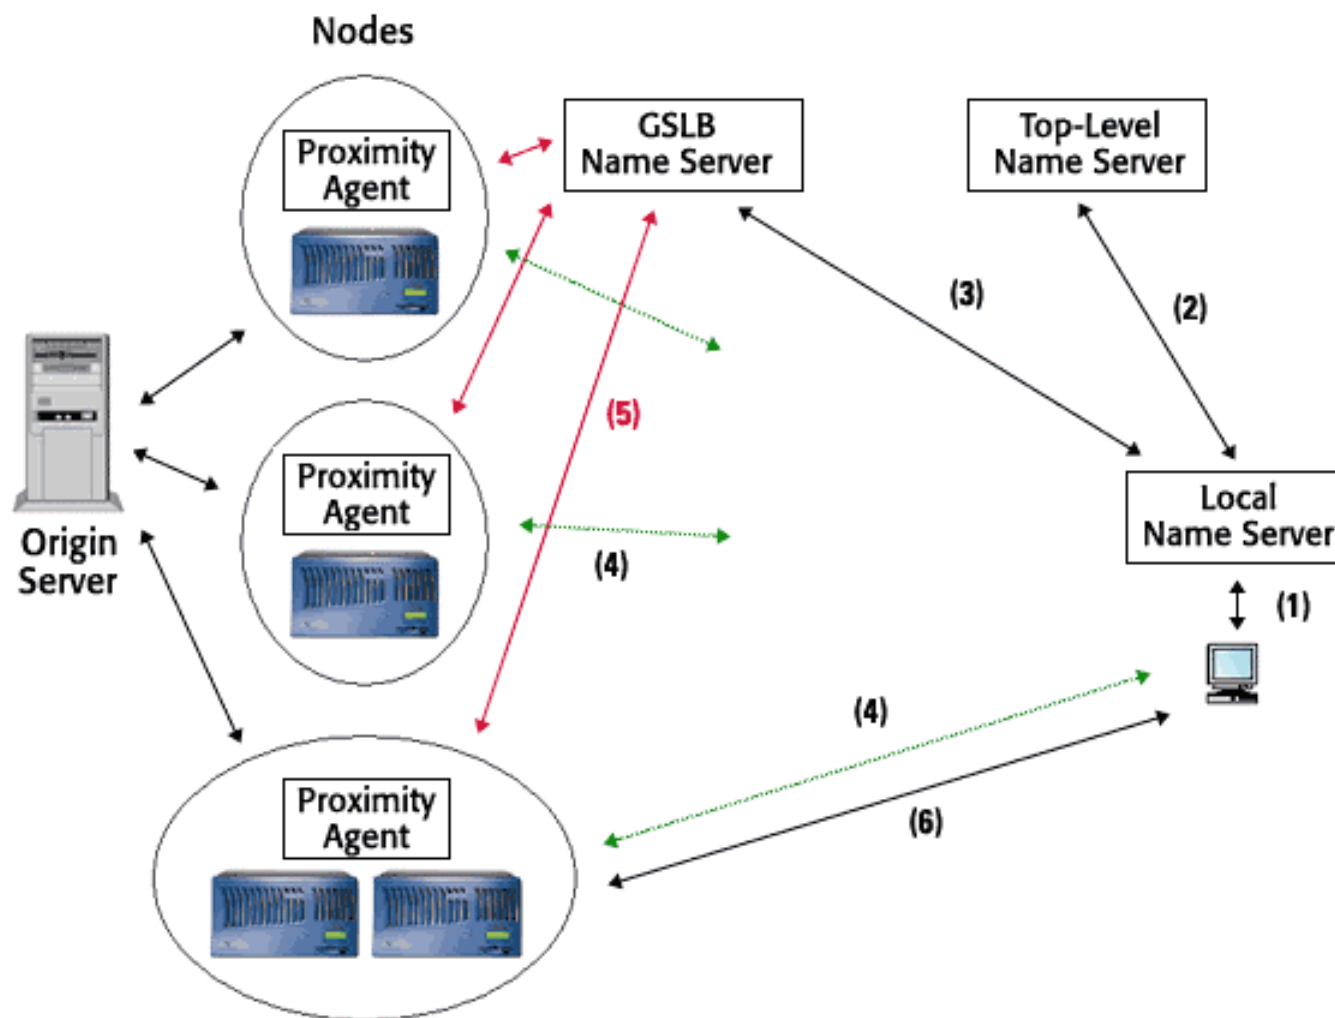 Nodes
Proximity
Agent
GSLB
Name Server
Top-Level
Name Server
(3)
(2)
(5)
Proximity
Agent
(4)
Origin
Server
Local
Name Server
(1)
(4)
(6)
Proximity
Agent